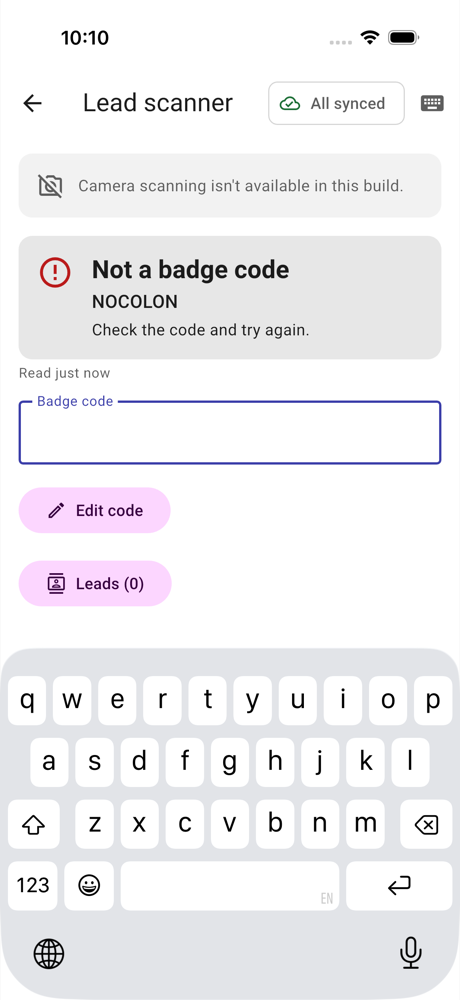 10:10
Lead scanner
All synced
Camera scanning isn't available in this build.
Not a badge code
NOCOLON
Check the code and try again.
Read just now
Badge code
Edit code
Leads (0)
q w e r t y u i o p
a s d f g h j k l
z x c v b n m
123
EN